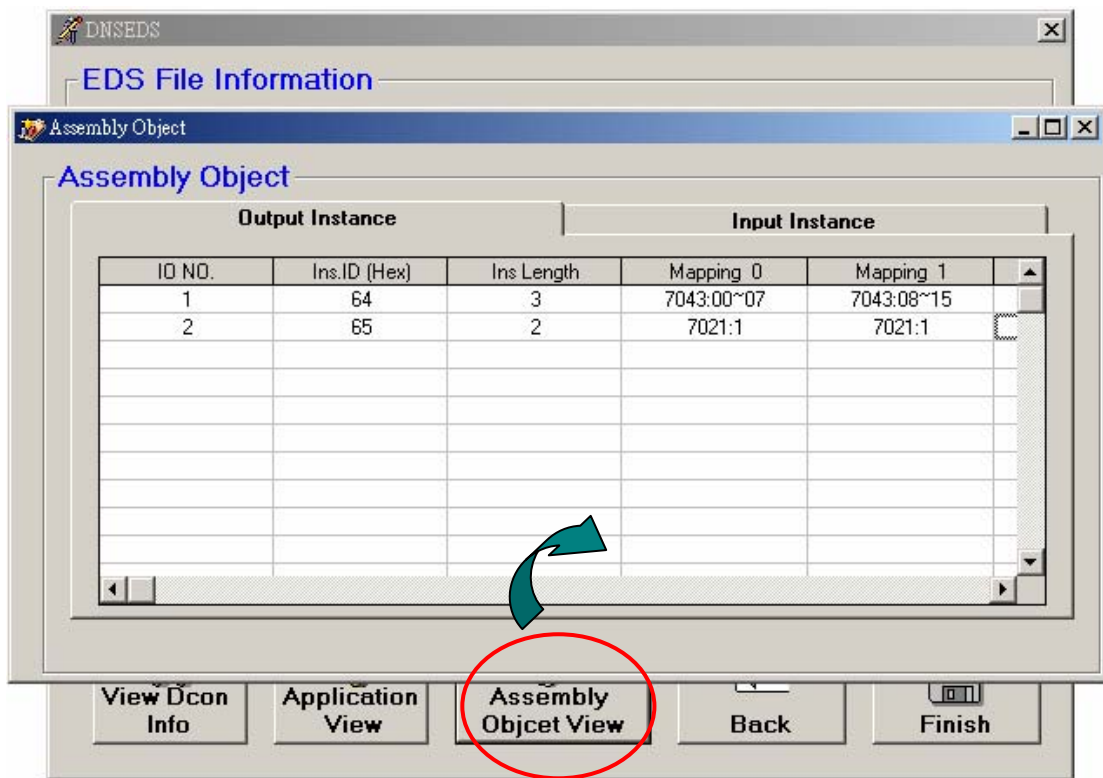 DNSEDS
EDS File Information
Assembly Object
Assembly Object
Output Instance
Input Instance
IO NO. Ins.ID (Hex) Ins Length Mapping 0 Mapping 1
1 64 3 7043:00~07 7043:08~15
2 65 2 7021:1 7021:1
View Dcon Info
Application View
Assembly Objcet View
Back
Finish